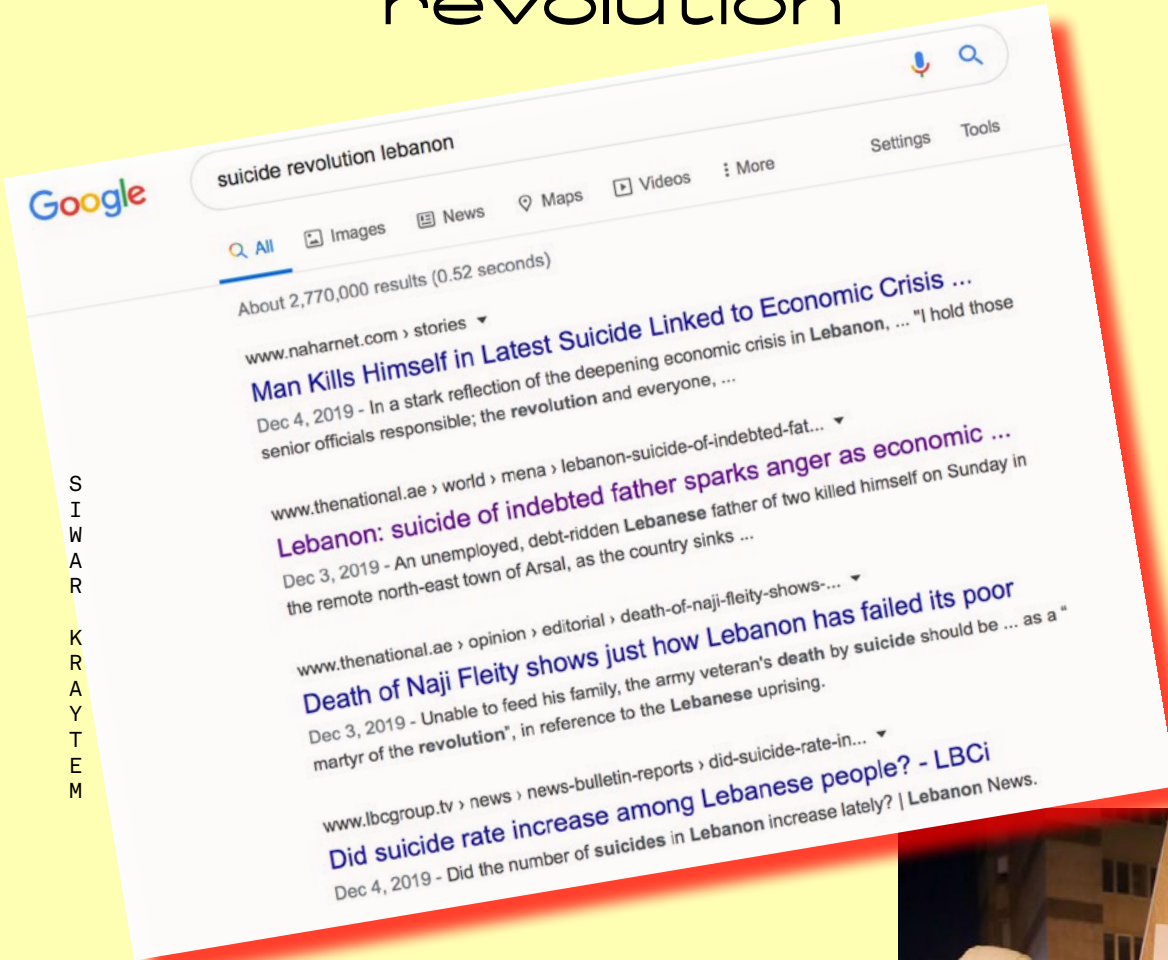 revolution
Google
suicide revolution lebanon
All Images News Maps Videos More Settings Tools
About 2,770,000 results (0.52 seconds)
www.naharnet.com › stories
Man Kills Himself in Latest Suicide Linked to Economic Crisis ...
Dec 4, 2019 - In a stark reflection of the deepening economic crisis in Lebanon, ... "I hold those
senior officials responsible; the revolution and everyone, ...
www.thenational.ae › world › mena › lebanon-suicide-of-indebted-fat...
Lebanon: suicide of indebted father sparks anger as economic ...
Dec 3, 2019 - An unemployed, debt-ridden Lebanese father of two killed himself on Sunday in
the remote north-east town of Arsal, as the country sinks ...
www.thenational.ae › opinion › editorial › death-of-naji-fleity-shows-...
Death of Naji Fleity shows just how Lebanon has failed its poor
Dec 3, 2019 - Unable to feed his family, the army veteran's death by suicide should be ... as a “
martyr of the revolution”, in reference to the Lebanese uprising.
www.lbcgroup.tv › news › news-bulletin-reports › did-suicide-rate-in...
Did suicide rate increase among Lebanese people? - LBCi
Dec 4, 2019 - Did the number of suicides in Lebanon increase lately? | Lebanon News.
SIWAR KRAYTEM